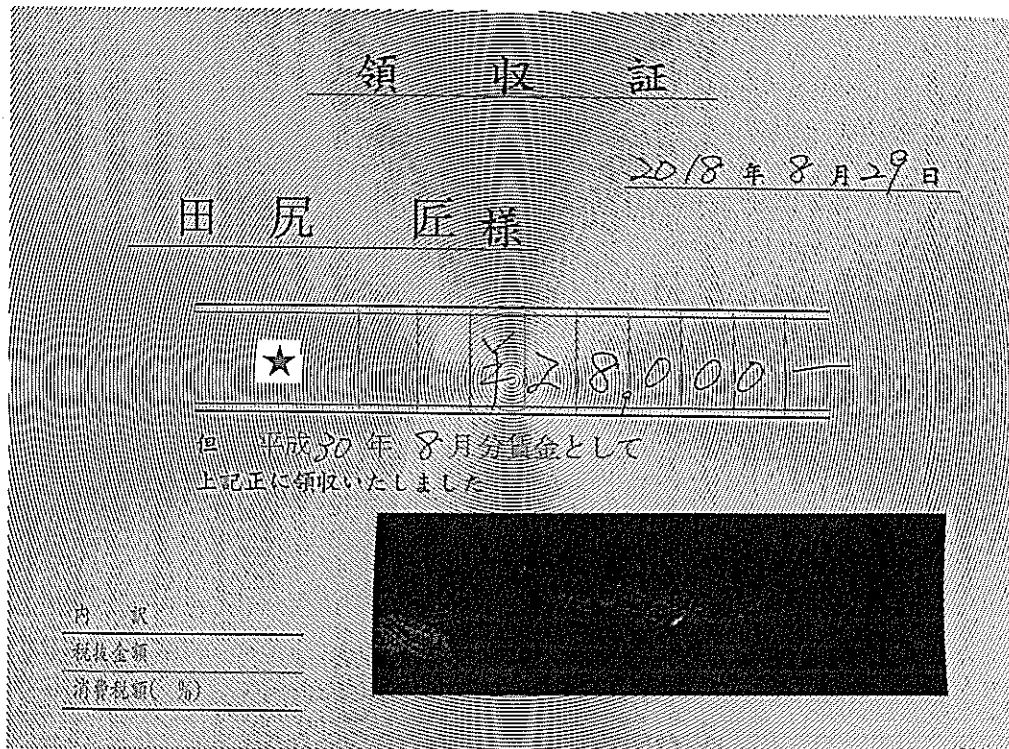 領収証
2018年8月29日
田尻 匠様
★ ¥28,000―
但 平成30年8月分賃金として
上記正に領収いたしました
内 訳
税抜金額
消費税額( %)